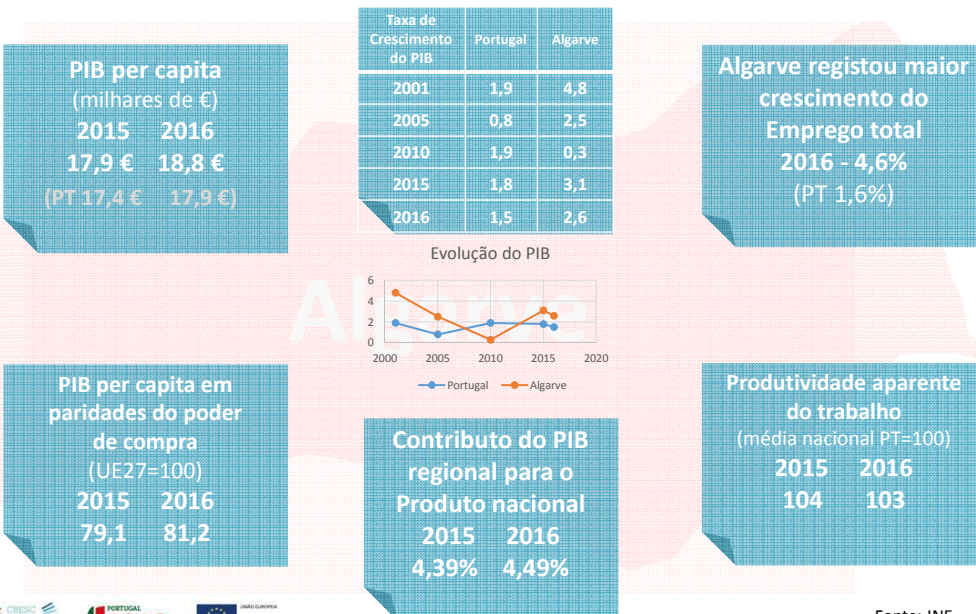 PIB per capita
(milhares de €)
2015 2016
17,9 € 18,8 €
(PT 17,4 € 17,9 €)
Taxa de Crescimento do PIB Portugal Algarve
2001 1,9 4,8
2005 0,8 2,5
2010 1,9 0,3
2015 1,8 3,1
2016 1,5 2,6
Algarve registou maior
crescimento do
Emprego total
2016 - 4,6%
(PT 1,6%)
Evolução do PIB
6
4
2
0
2000 2005 2010 2015 2020
Portugal Algarve
Algarve
PIB per capita em
paridades do poder
de compra
(UE27=100)
2015 2016
79,1 81,2
Contributo do PIB
regional para o
Produto nacional
2015 2016
4,39% 4,49%
Produtividade aparente
do trabalho
(média nacional PT=100)
2015 2016
104 103
CRESC
PORTUGAL
UNIÃO EUROPEIA
Fonte: INE